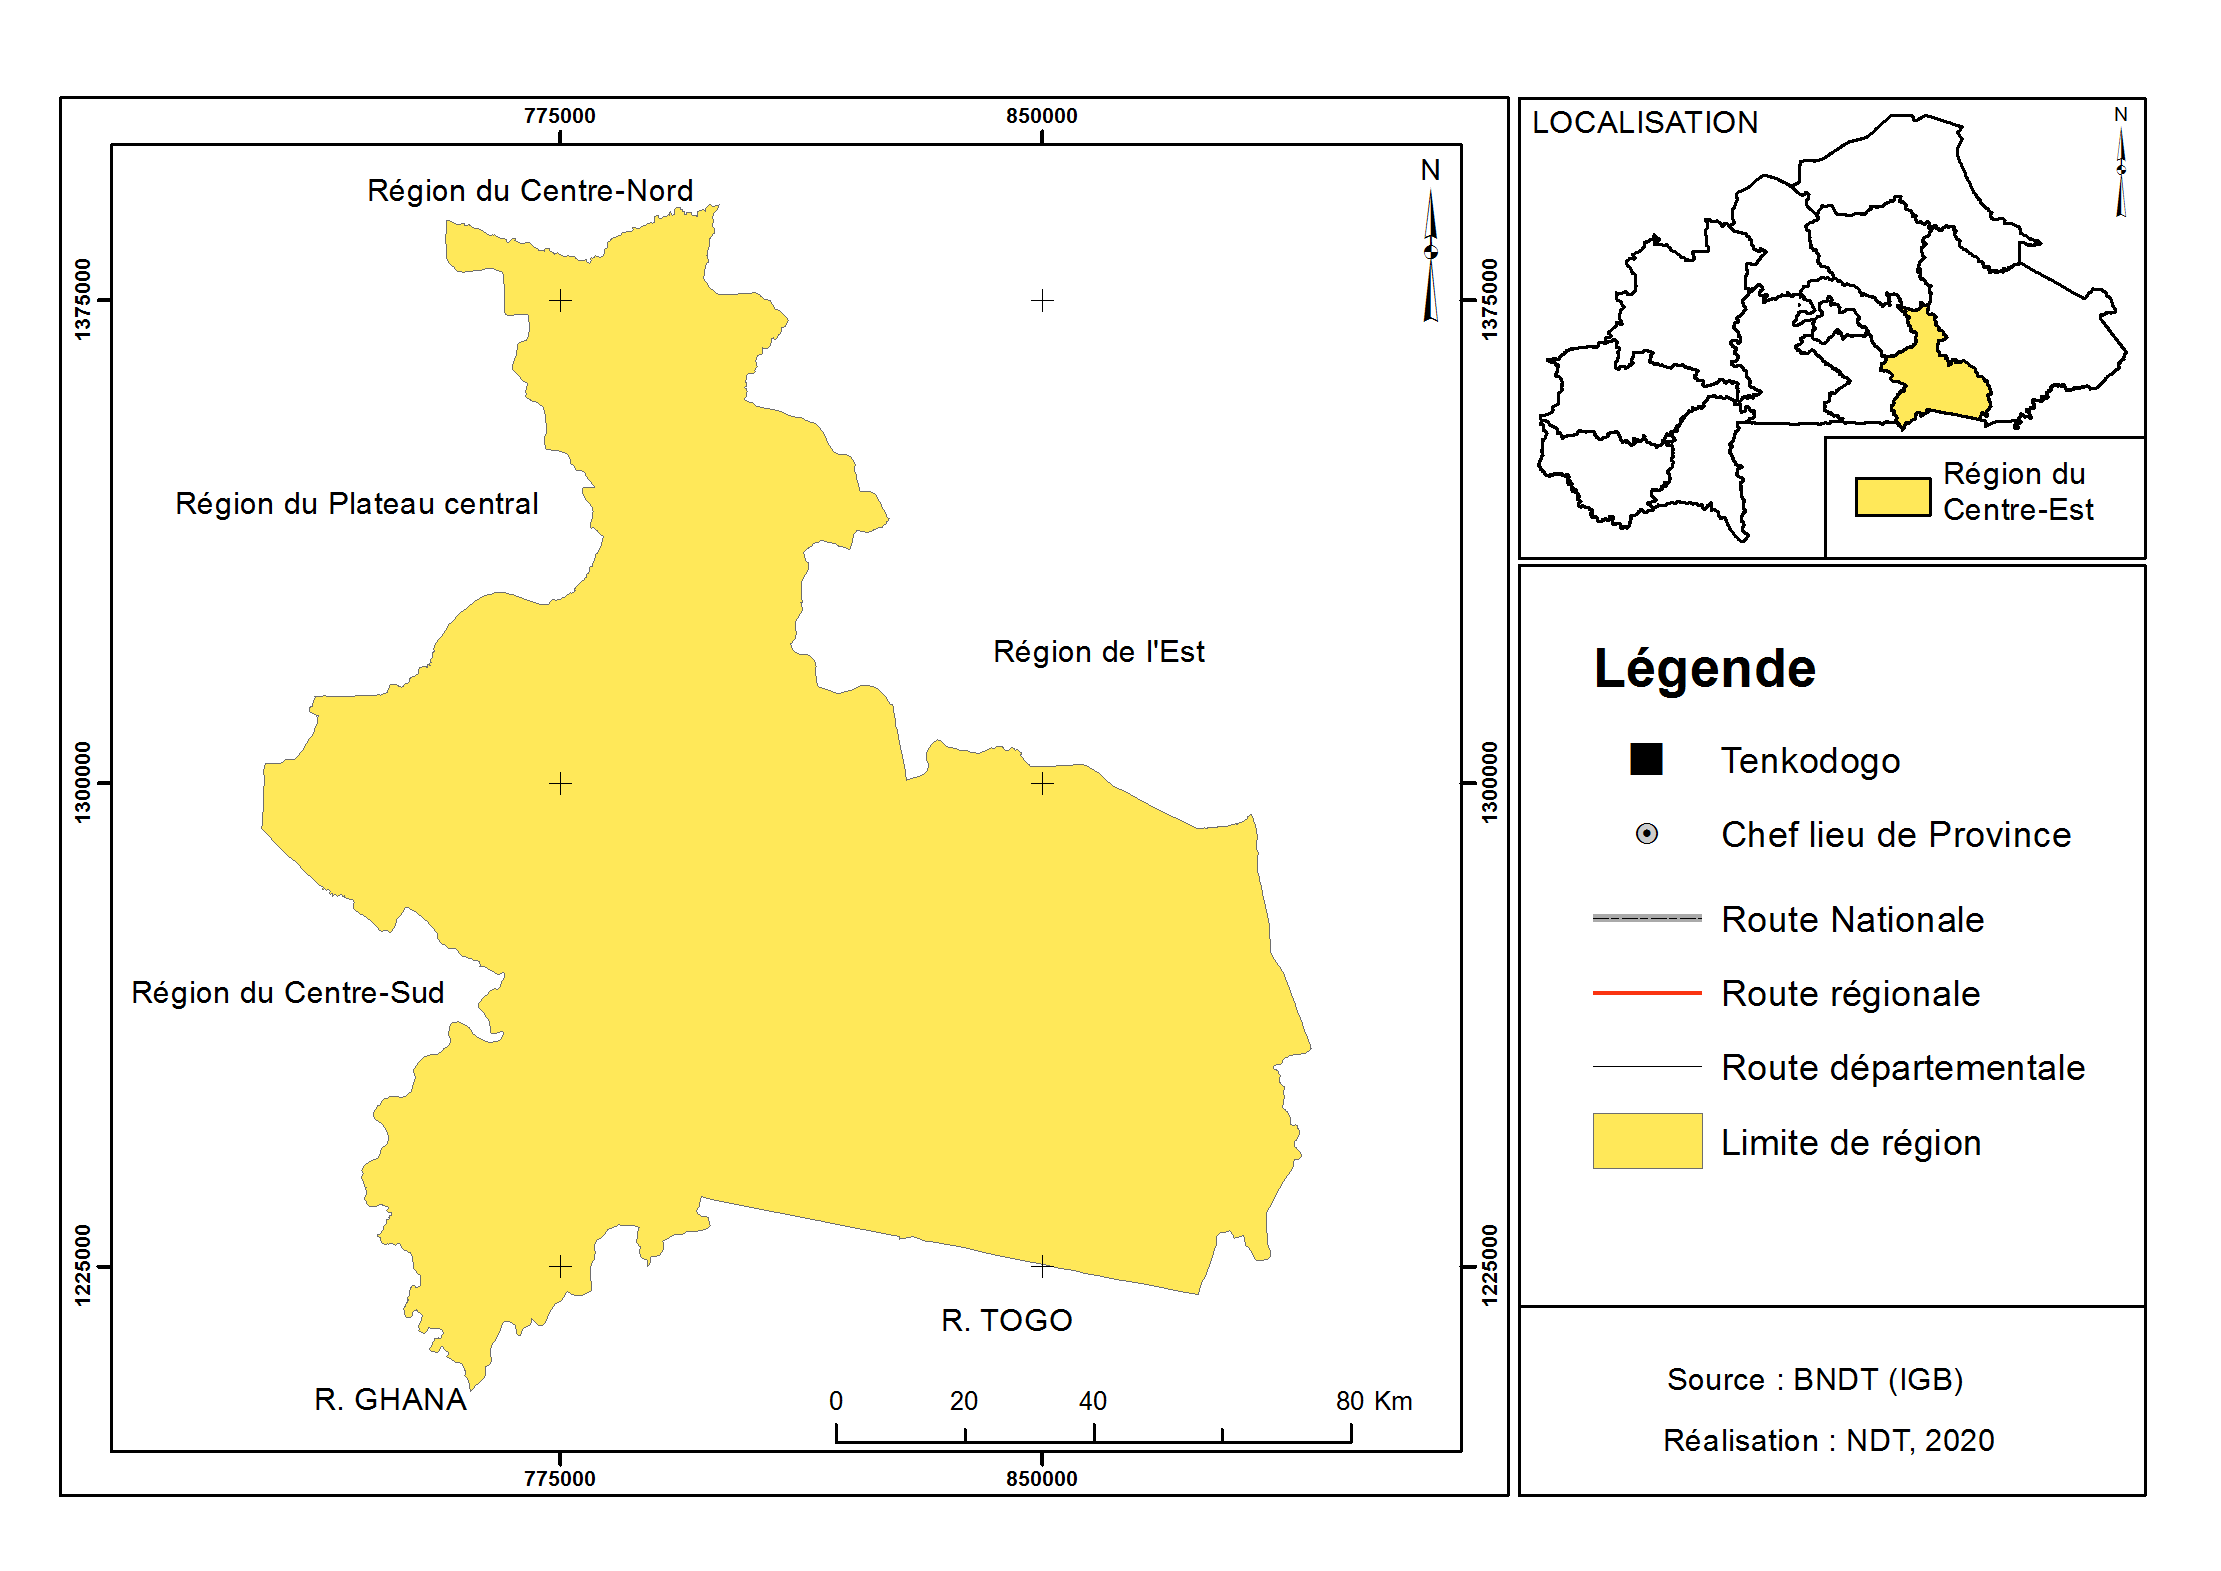 775000
850000
Région du Centre-Nord
N
1375000
1375000
Région du Plateau central
Région de l'Est
1300000
1300000
Région du Centre-Sud
1225000
1225000
R. TOGO
R. GHANA
0
20
40
80 Km
775000
850000
LOCALISATION
N
Région du
Centre-Est
Légende
Tenkodogo
Chef lieu de Province
Route Nationale
Route régionale
Route départementale
Limite de région
Source : BNDT (IGB)
Réalisation : NDT, 2020